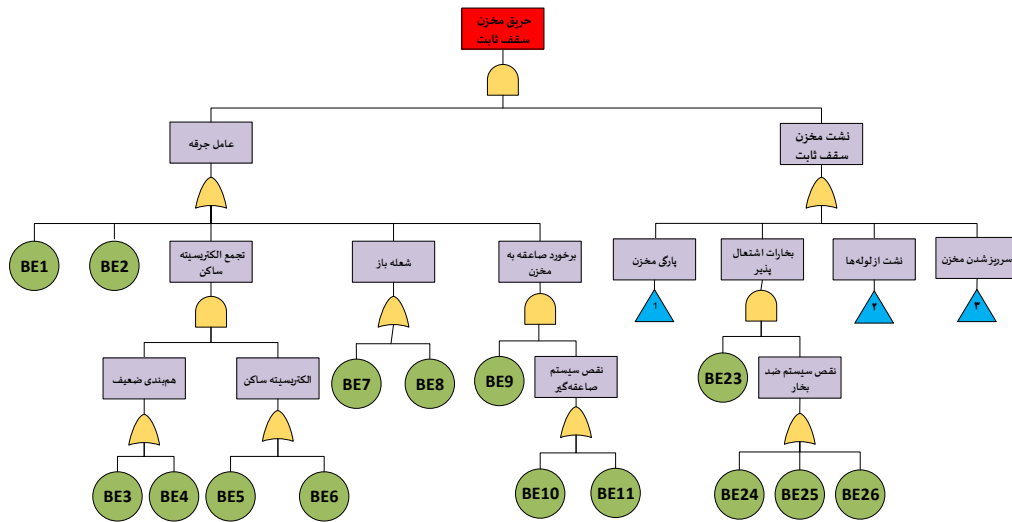 حریق مخزن
سقف ثابت
عامل جرقه
نشت مخزن
سقف ثابت
BE1
BE2
تجمع الکتریسیته
ساکن
شعله باز
برخورد صاعقه به
مخزن
پارگی مخزن
بخارات اشتعال
پذیر
نشت از لوله‌ها
سرریز شدن مخزن
۱
۲
۳
هم‌بندی ضعیف
الکتریسیته ساکن
BE7
BE8
BE9
نقص سیستم
صاعقه‌گیر
BE23
نقص سیستم ضد
بخار
BE3
BE4
BE5
BE6
BE10
BE11
BE24
BE25
BE26